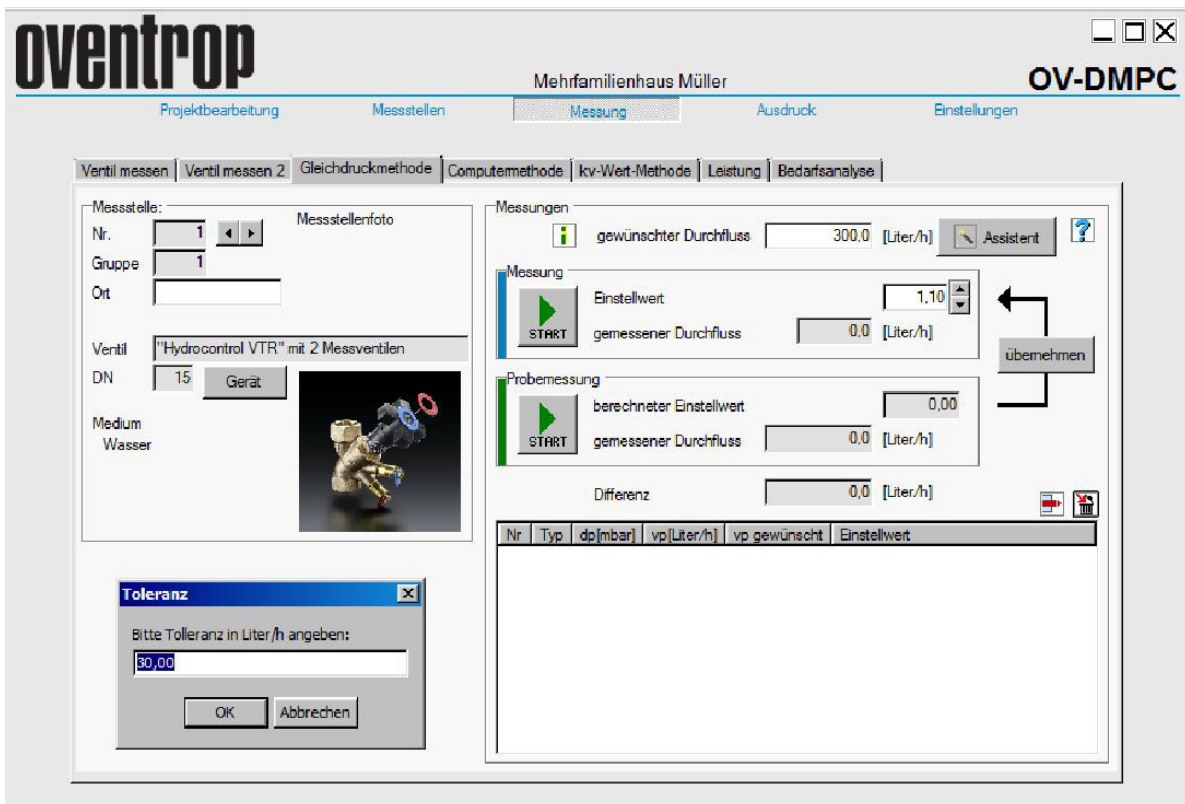 oventrop
Mehrfamilienhaus Müller
OV-DMPC
Projektbearbeitung Messstellen Messung Ausdruck Einstellungen
Ventil messen Ventil messen 2 Gleichdruckmethode Computermethode kv-Wert-Methode Leistung Bedarfsanalyse
Messstelle:
Nr. 1
Messstellenfoto
Gruppe 1
Ort
Ventil "Hydrocontrol VTR" mit 2 Messventilen
DN 15 Gerät
Medium
Wasser
Messungen
i gewünschter Durchfluss 300,0 [Liter/h] Assistent ?
Messung
START
Einstellwert 1,10
gemessener Durchfluss 0,0 [Liter/h]
übernehmen
Probemessung
START
berechneter Einstellwert 0,00
gemessener Durchfluss 0,0 [Liter/h]
Differenz 0,0 [Liter/h]
Nr Typ dp[mbar] vp[Liter/h] vp gewünscht Einstellwert
Toleranz
Bitte Tolleranz in Liter/h angeben:
30,00
OK Abbrechen